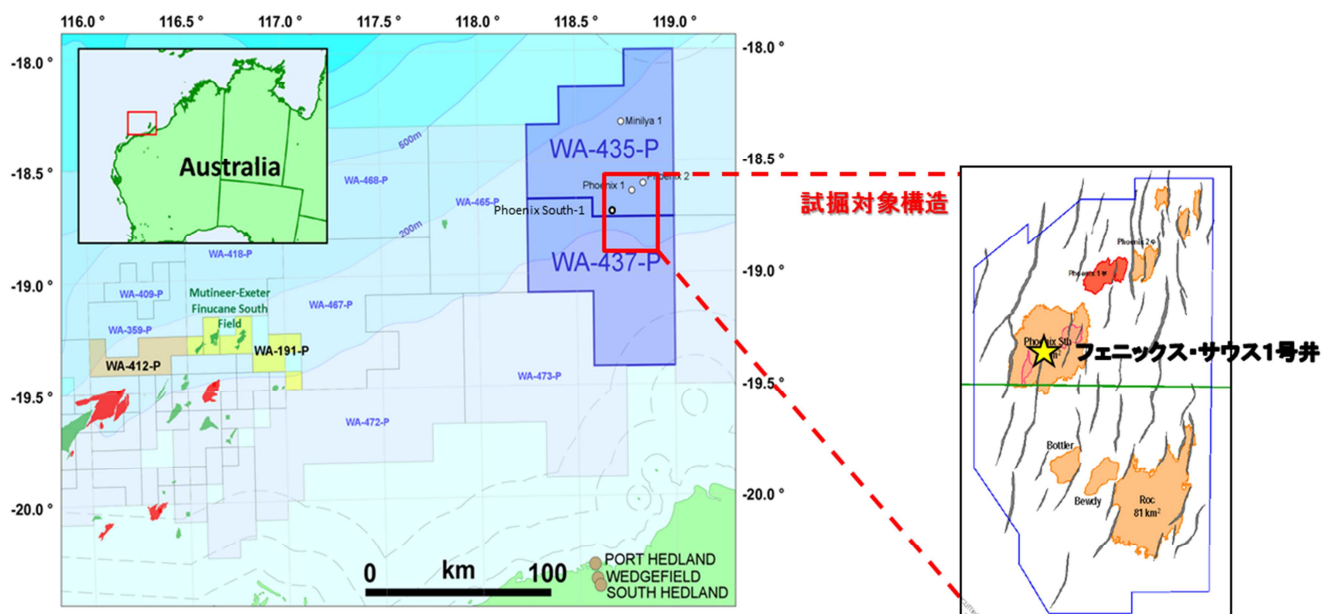 116.0 °
116.5 °
117.0 °
117.5 °
118.0 °
118.5 °
119.0 °
-18.0 °
-18.0 °
Australia
500m
Minilya 1
WA-435-P
-18.5 °
-18.5 °
WA-468-P
Phoenix 2
Phoenix 1
WA-465-P
Phoenix South-1
200m
試掘対象構造
WA-418-P
WA-437-P
-19.0 °
-19.0 °
WA-409-P
Mutineer-Exeter
Finucane South
Field
WA-467-P
WA-359-P
WA-191-P
WA-412-P
WA-473-P
-19.5 °
-19.5 °
WA-472-P
-20.0 °
-20.0 °
0 km 100
PORT HEDLAND
WEDGEFIELD
SOUTH HEDLAND
Phoenix 2
Phoenix 1
Phoenix Sth
フェニックス・サウス1号井
Bottler
Bewdy
Roc
81 km²